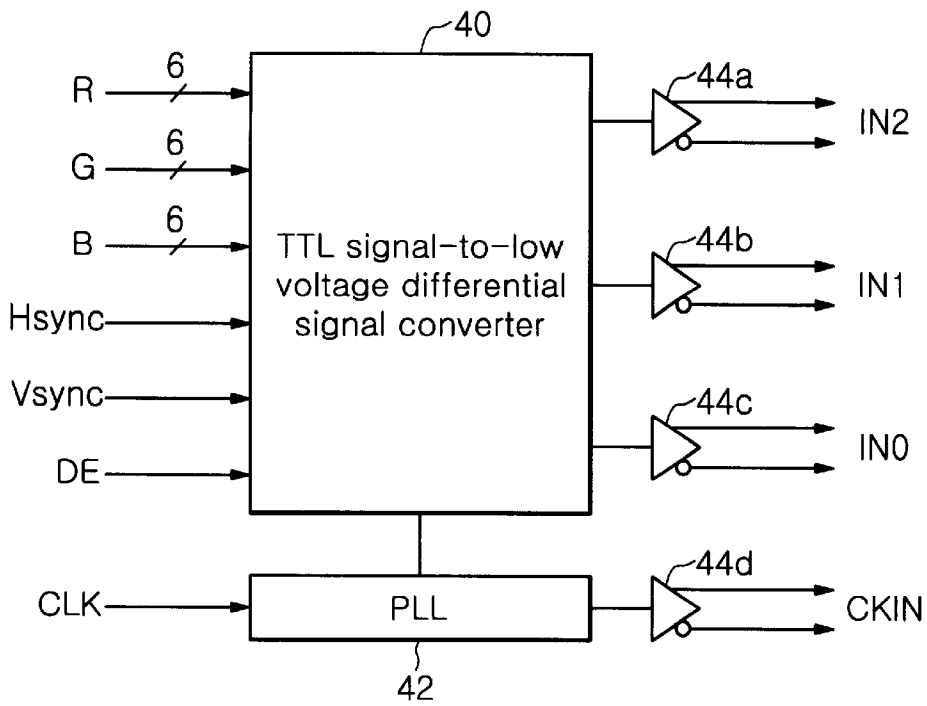 40
R
6
G
6
B
6
Hsync
Vsync
DE
TTL signal-to-low
voltage differential
signal converter
44a
IN2
44b
IN1
44c
IN0
CLK
PLL
42
44d
CKIN